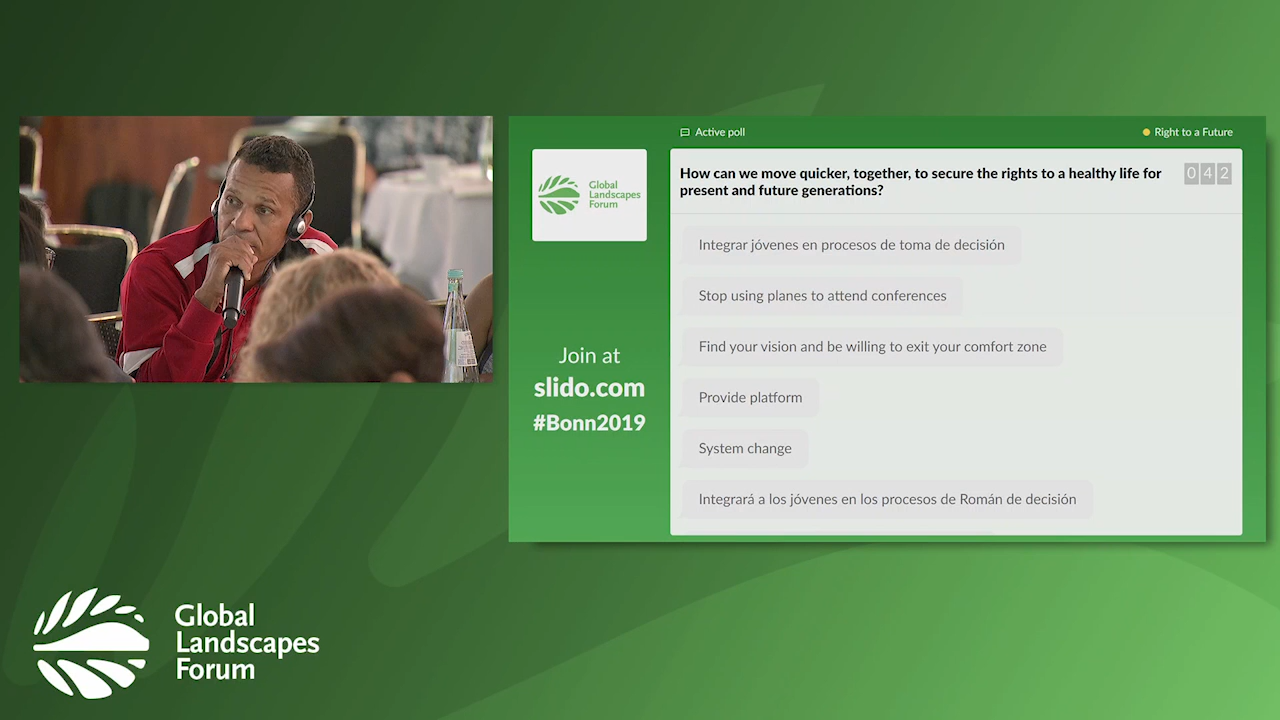 Active poll
Right to a Future
Global
Landscapes
Forum
How can we move quicker, together, to secure the rights to a healthy life for
present and future generations?
042
Integrar jóvenes en procesos de toma de decisión
Stop using planes to attend conferences
Find your vision and be willing to exit your comfort zone
Provide platform
System change
Integrará a los jóvenes en los procesos de Román de decisión
Join at
slido.com
#Bonn2019
Global
Landscapes
Forum